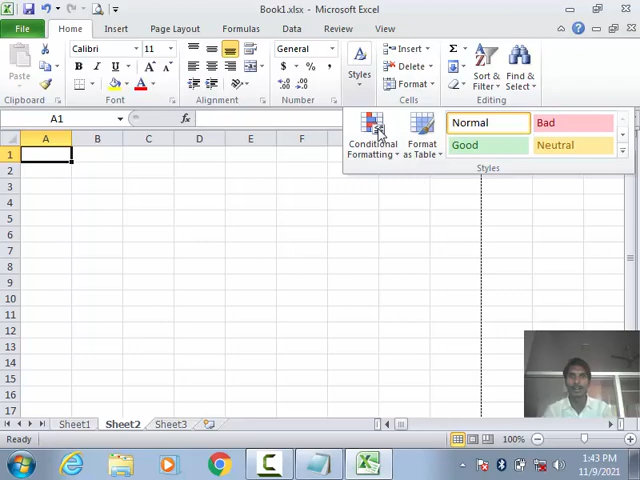 Book1.xlsx - Microsoft Excel
File Home Insert Page Layout Formulas Data Review View
Paste
Clipboard
Calibri 11
B I U A A
A
Font
Alignment
General
$ % ,
Number
Styles
Insert
Delete
Format
Cells
Σ
Sort & Filter
Find & Select
Editing
A1 fx
Conditional Formatting
Format as Table
Normal Bad
Good Neutral
Styles
A B C D E F
1
2
3
4
5
6
7
8
9
10
11
12
13
14
15
16
17
Sheet1 Sheet2 Sheet3
Ready 100%
1:43 PM
11/9/2021